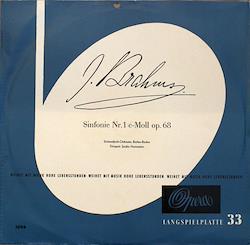 J. Brahms
Sinfonie Nr. 1 c-Moll op. 68
WEIHET MIT MUSIK HOHE LEBENSSTUNDEN · WEIHET MIT MUSIK HOHE LEBENSSTUNDEN · WEIHET MIT MUSIK HOHE LEBENSSTUNDEN
Opera
LANGSPIELPLATTE 33